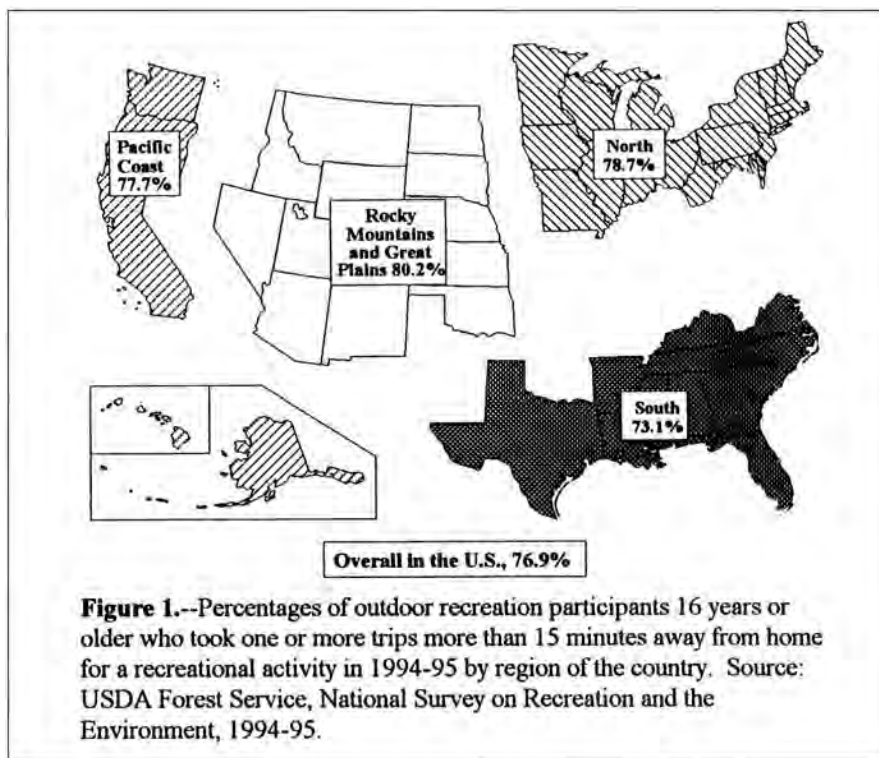 Pacific
Coast
77.7%
North
78.7%
Rocky
Mountains
and Great
Plains 80.2%
South
73.1%
Overall in the U.S., 76.9%
Figure 1.--Percentages of outdoor recreation participants 16 years or
older who took one or more trips more than 15 minutes away from home
for a recreational activity in 1994-95 by region of the country.  Source:
USDA Forest Service, National Survey on Recreation and the
Environment, 1994-95.